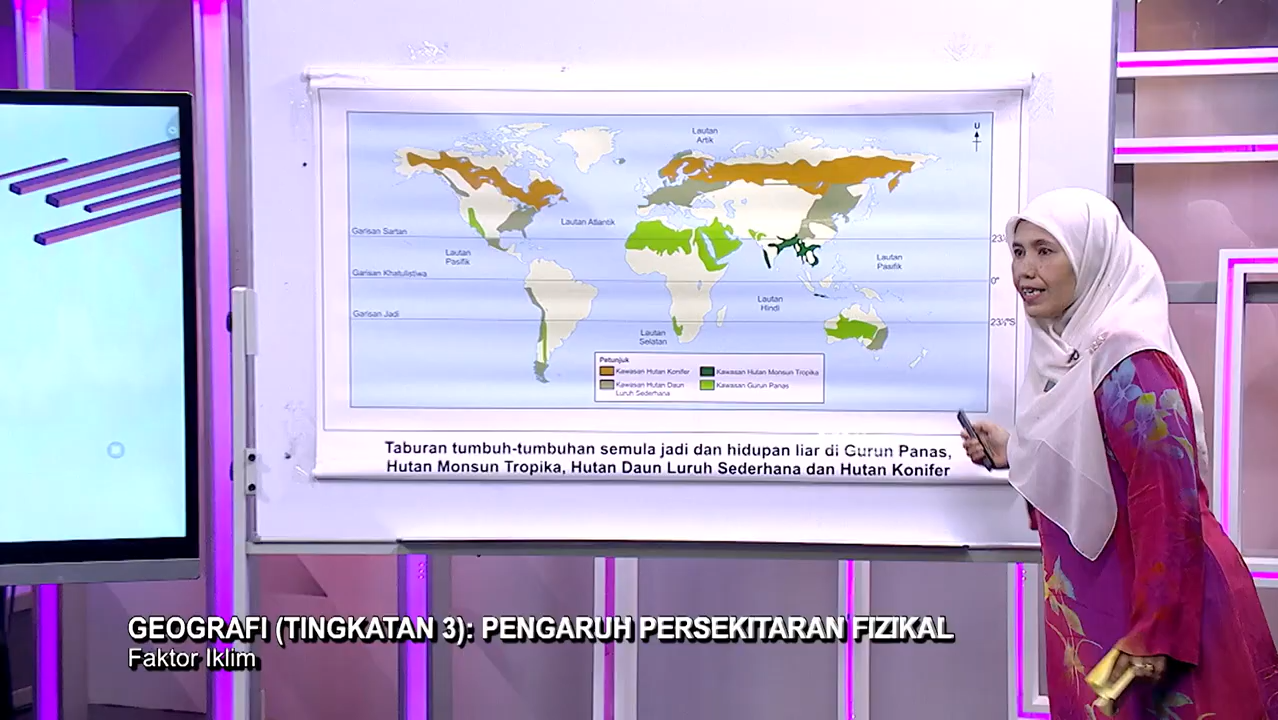 Lautan
Artik
U
Lautan Atlantik
Garisan Sartan
23½
Lautan
Pasifik
Lautan
Pasifik
Garisan Khatulistiwa
0°
Lautan
Hindi
Garisan Jadi
23½°S
Lautan
Selatan
Petunjuk
Kawasan Hutan Konifer
Kawasan Hutan Monsun Tropika
Kawasan Hutan Daun
Luruh Sederhana
Kawasan Gurun Panas
Taburan tumbuh-tumbuhan semula jadi dan hidupan liar di Gurun Panas,
Hutan Monsun Tropika, Hutan Daun Luruh Sederhana dan Hutan Konifer
GEOGRAFI (TINGKATAN 3): PENGARUH PERSEKITARAN FIZIKAL
Faktor Iklim